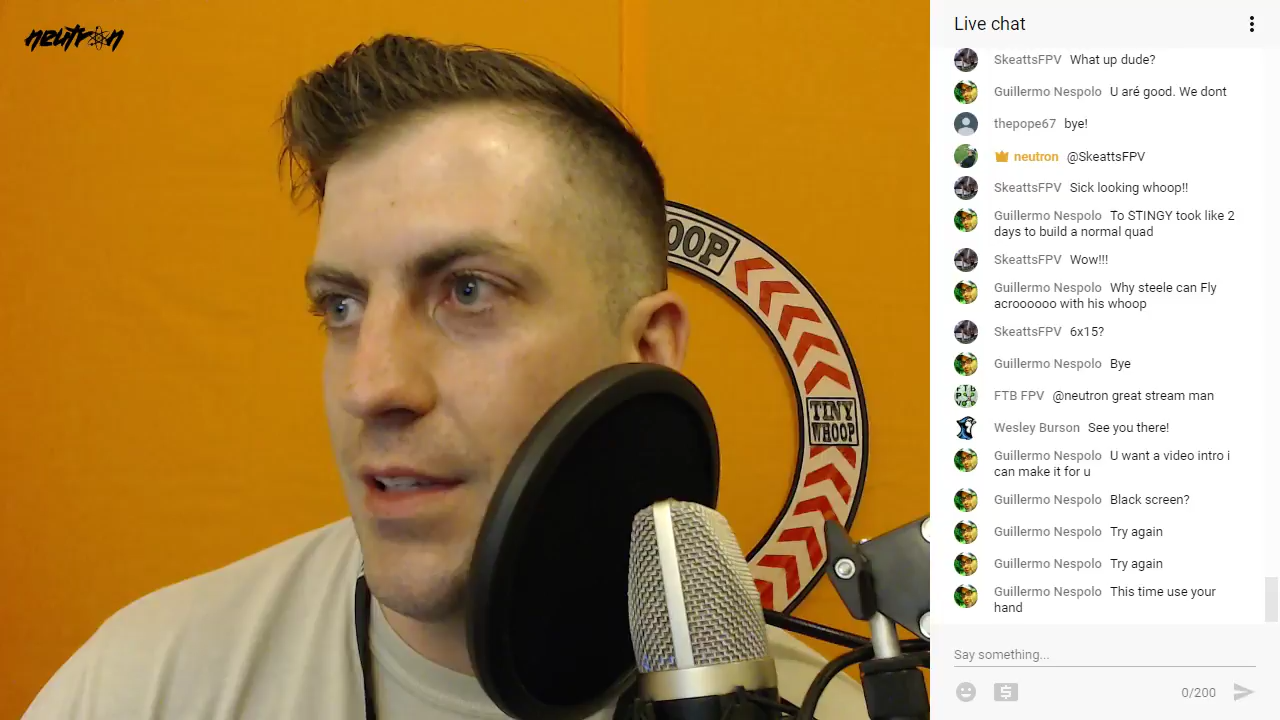 neutron
OOP
TINY
WHOOP
Live chat
SkeattsFPV What up dude?
Guillermo Nespolo U aré good. We dont
thepope67 bye!
neutron @SkeattsFPV
SkeattsFPV Sick looking whoop!!
Guillermo Nespolo To STINGY took like 2
days to build a normal quad
SkeattsFPV Wow!!!
Guillermo Nespolo Why steele can Fly
acroooooo with his whoop
SkeattsFPV 6x15?
Guillermo Nespolo Bye
FTB FPV @neutron great stream man
Wesley Burson See you there!
Guillermo Nespolo U want a video intro i
can make it for u
Guillermo Nespolo Black screen?
Guillermo Nespolo Try again
Guillermo Nespolo Try again
Guillermo Nespolo This time use your
hand
Say something...
0/200